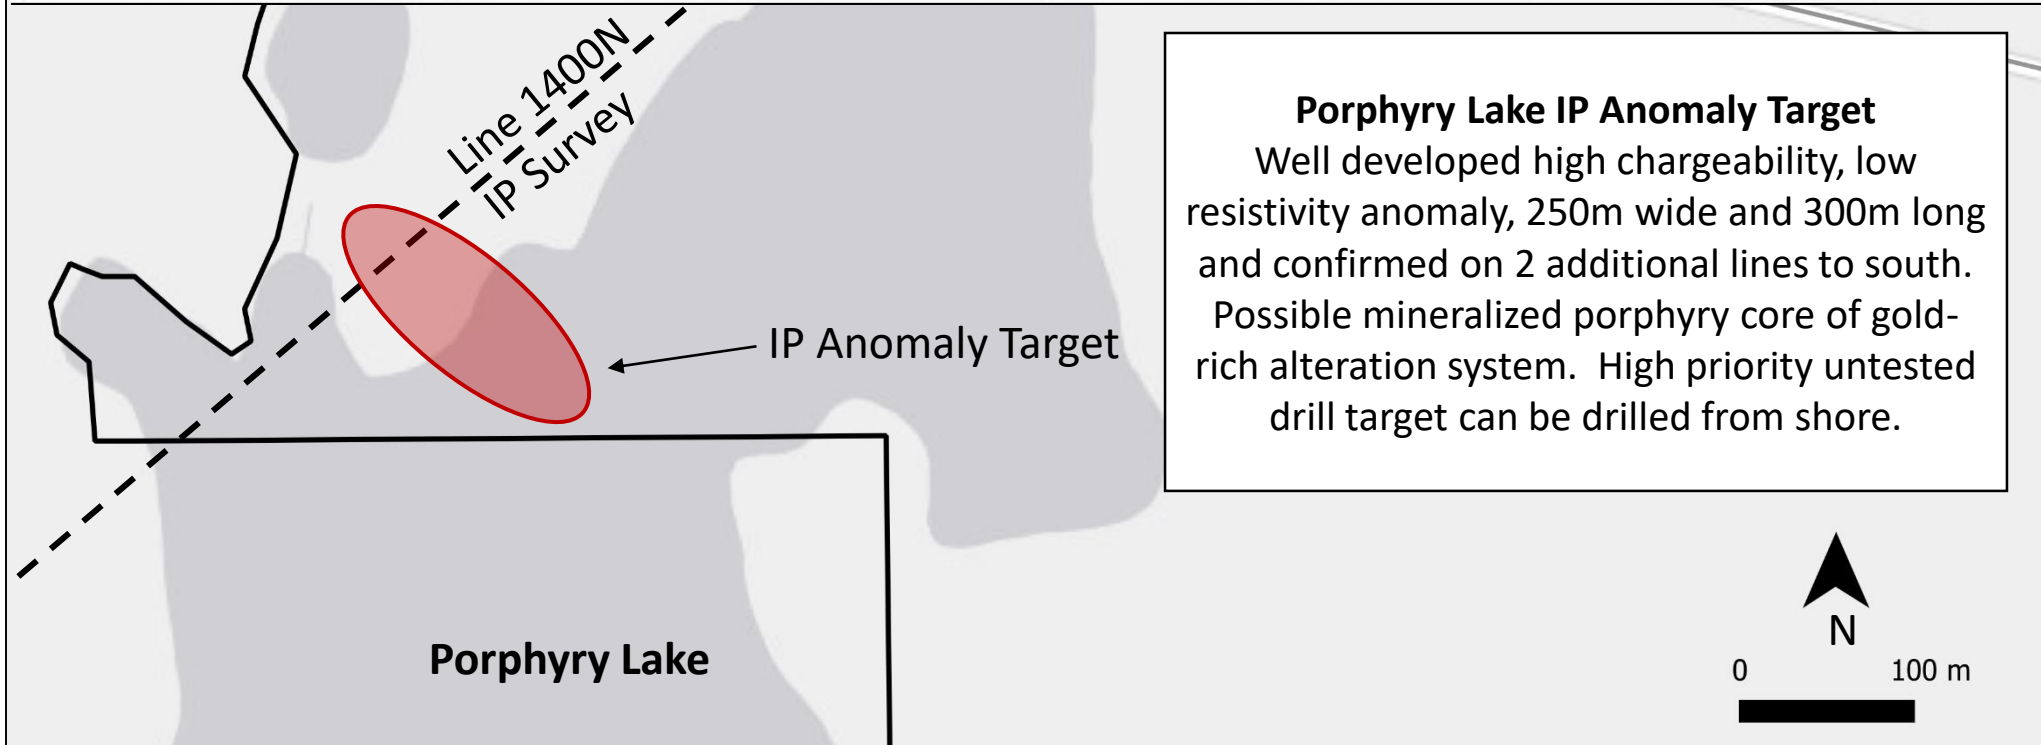 Line 1400N
IP Survey
Porphyry Lake IP Anomaly Target
Well developed high chargeability, low
resistivity anomaly, 250m wide and 300m long
and confirmed on 2 additional lines to south.
Possible mineralized porphyry core of gold-
rich alteration system.  High priority untested
drill target can be drilled from shore.
IP Anomaly Target
Porphyry Lake
N
0 100 m